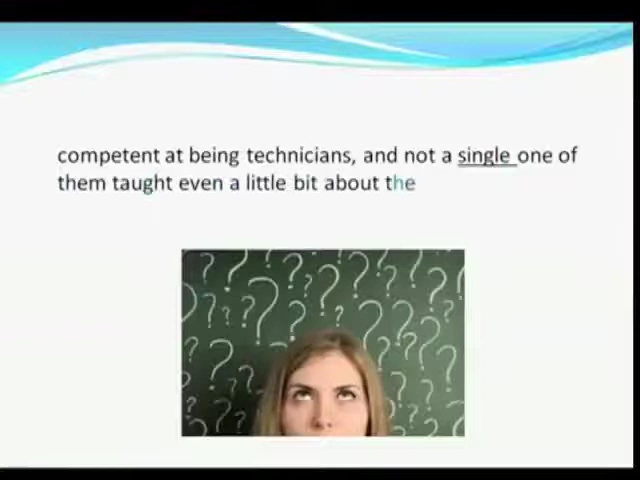 competent at being technicians, and not a single one of
them taught even a little bit about the